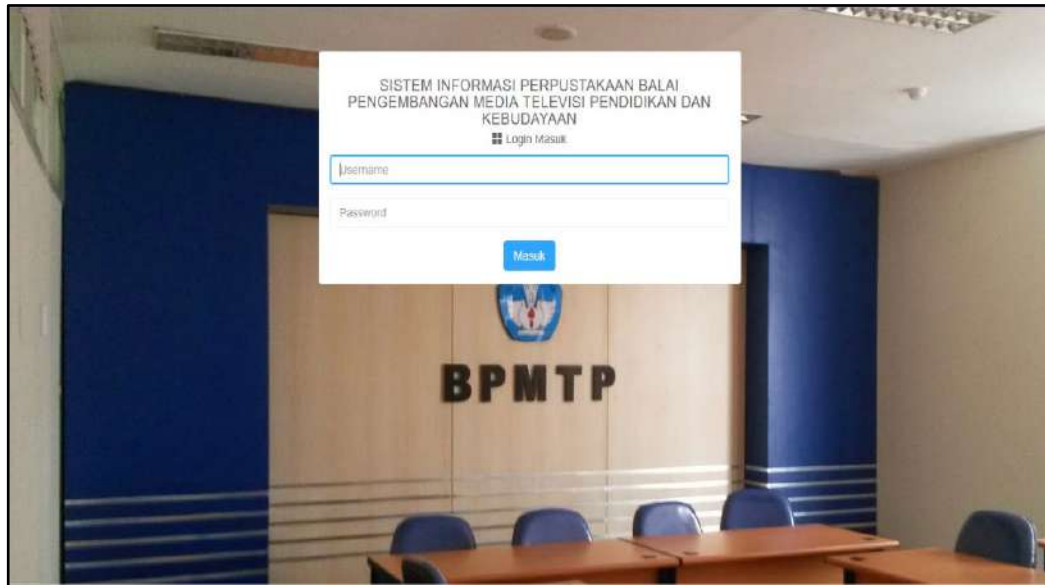 SISTEM INFORMASI PERPUSTAKAAN BALAI
PENGEMBANGAN MEDIA TELEVISI PENDIDIKAN DAN
KEBUDAYAAN
Login Masuk
Username
Password
Masuk
BPMTP